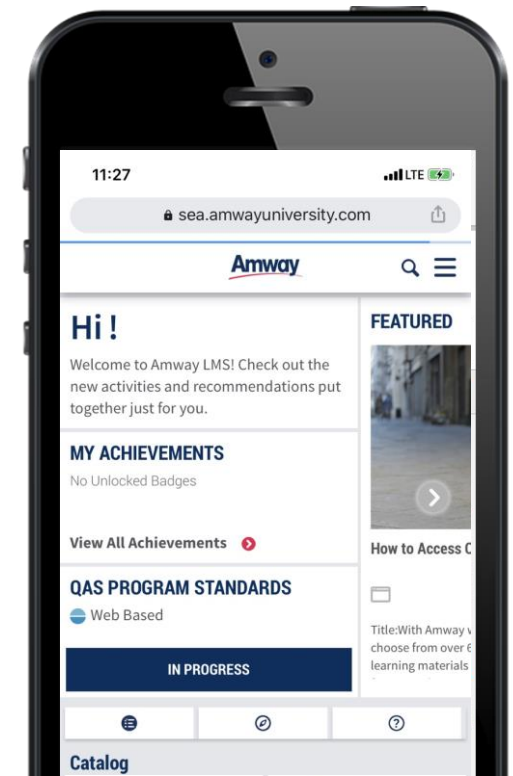 11:27
LTE
sea.amwayuniversity.com
Amway
Hi !
Welcome to Amway LMS! Check out the
new activities and recommendations put
together just for you.
MY ACHIEVEMENTS
No Unlocked Badges
View All Achievements
QAS PROGRAM STANDARDS
Web Based
IN PROGRESS
FEATURED
How to Access
Title:With Amway
choose from over
learning materials
Catalog